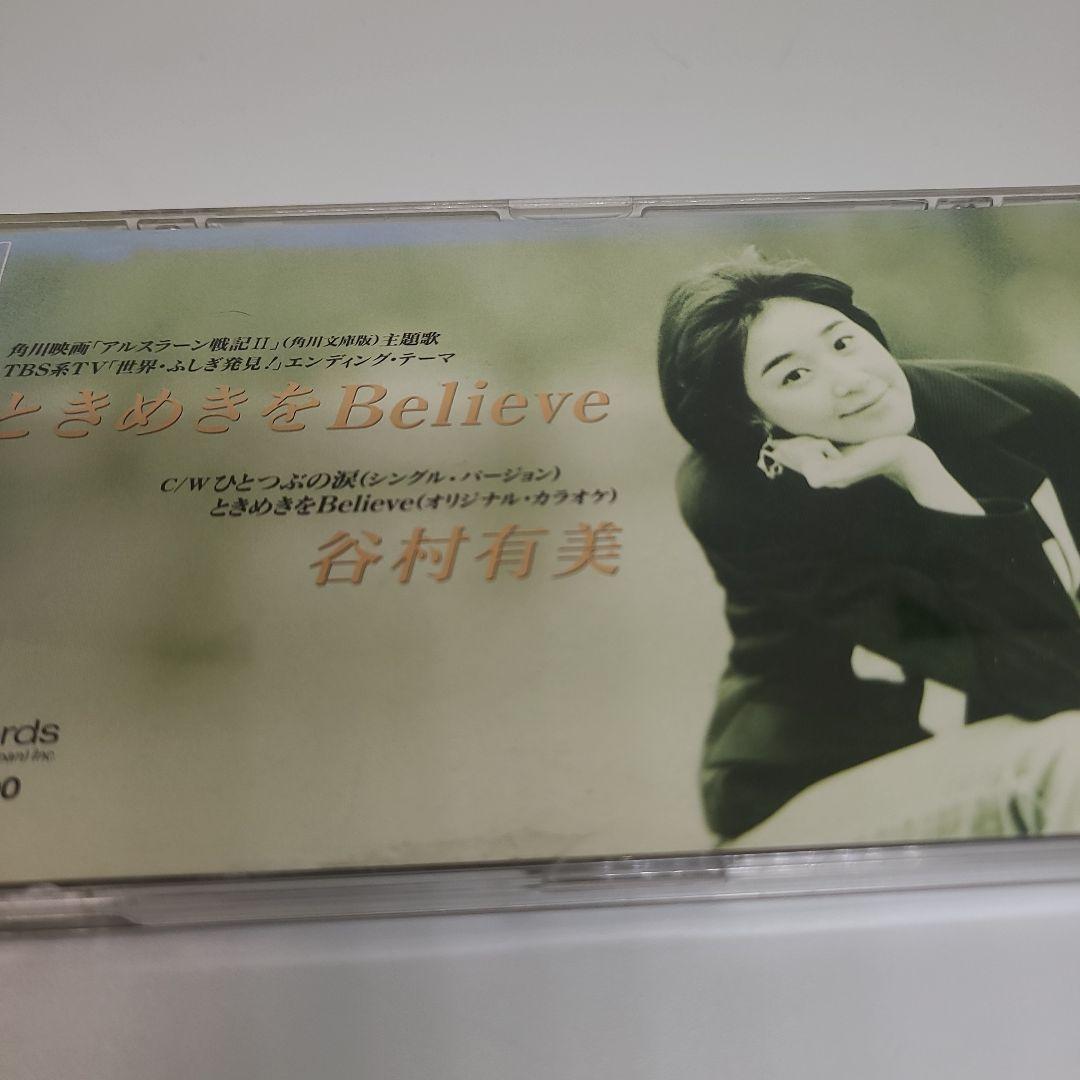 角川映画「アルスラーン戦記II」(角川文庫版)主題歌
TBS系TV「世界・ふしぎ発見!」エンディング・テーマ
ときめきをBelieve
C/W ひとつぶの涙(シングル・バージョン)
ときめきをBelieve(オリジナル・カラオケ)
谷村有美
rds
pan) Inc.
00